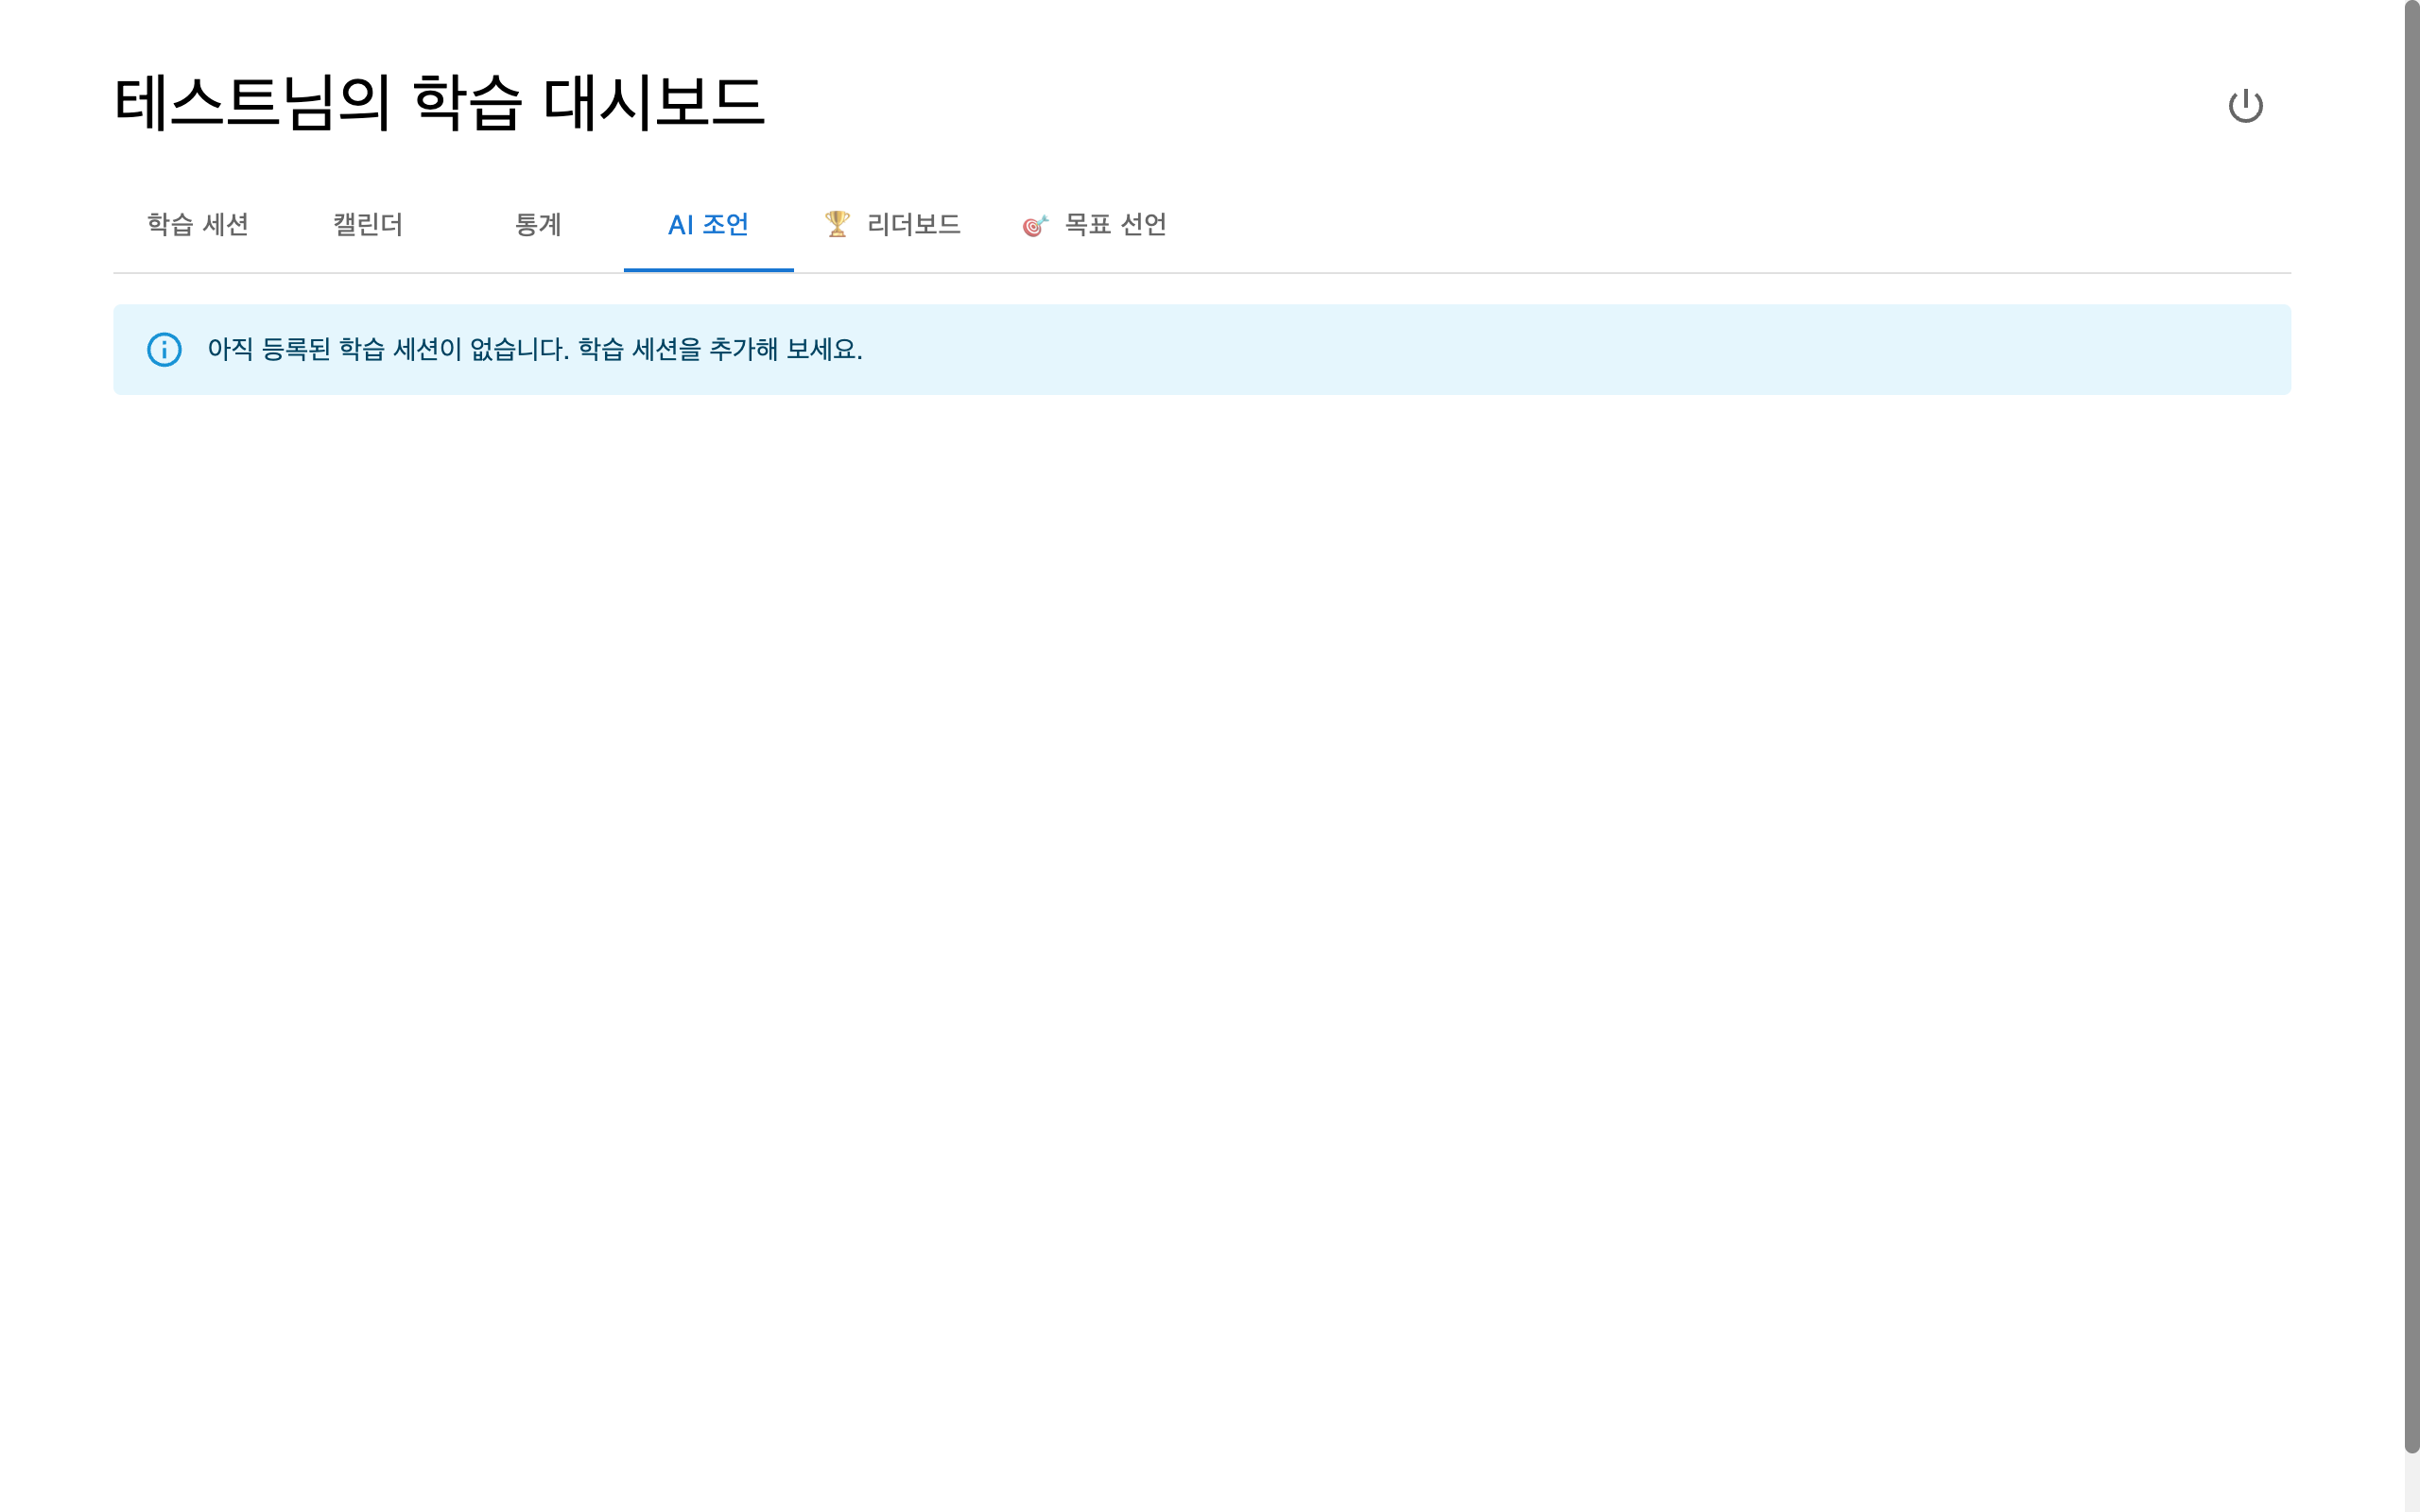 테스트님의 학습 대시보드
학습 세션 캘린더 통계 AI 조언 🏆 리더보드 🎯 목표 선언
아직 등록된 학습 세션이 없습니다. 학습 세션을 추가해 보세요.